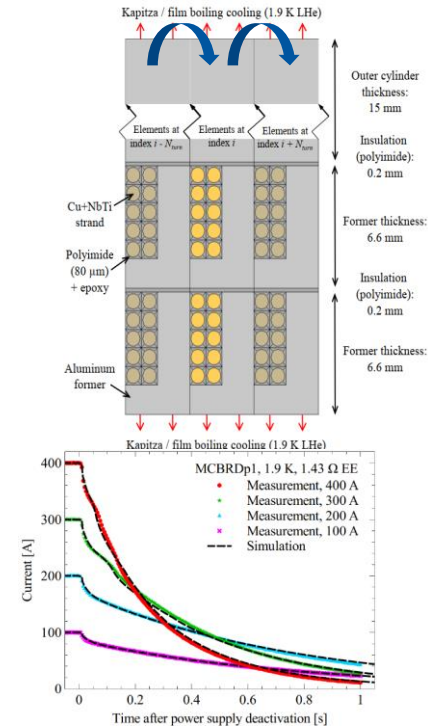 Kapitza / film boiling cooling (1.9 K LHe)
Outer cylinder
thickness:
15 mm
Elements at
index i - Nturn
Elements at
index i
Elements at
index i + Nturn
Insulation
(polyimide):
0.2 mm
Cu+NbTi
strand
Former thickness:
6.6 mm
Polyimide
(80 µm)
+ epoxy
Insulation
(polyimide):
0.2 mm
Aluminum
former
Former thickness:
6.6 mm
Kapitza / film boiling cooling (1.9 K LHe)
MCBRDp1, 1.9 K, 1.43 Ω EE
Measurement, 400 A
Measurement, 300 A
Measurement, 200 A
Measurement, 100 A
Simulation
Current [A]
400
300
200
100
0
0
0.2
0.4
0.6
0.8
1
Time after power supply deactivation [s]